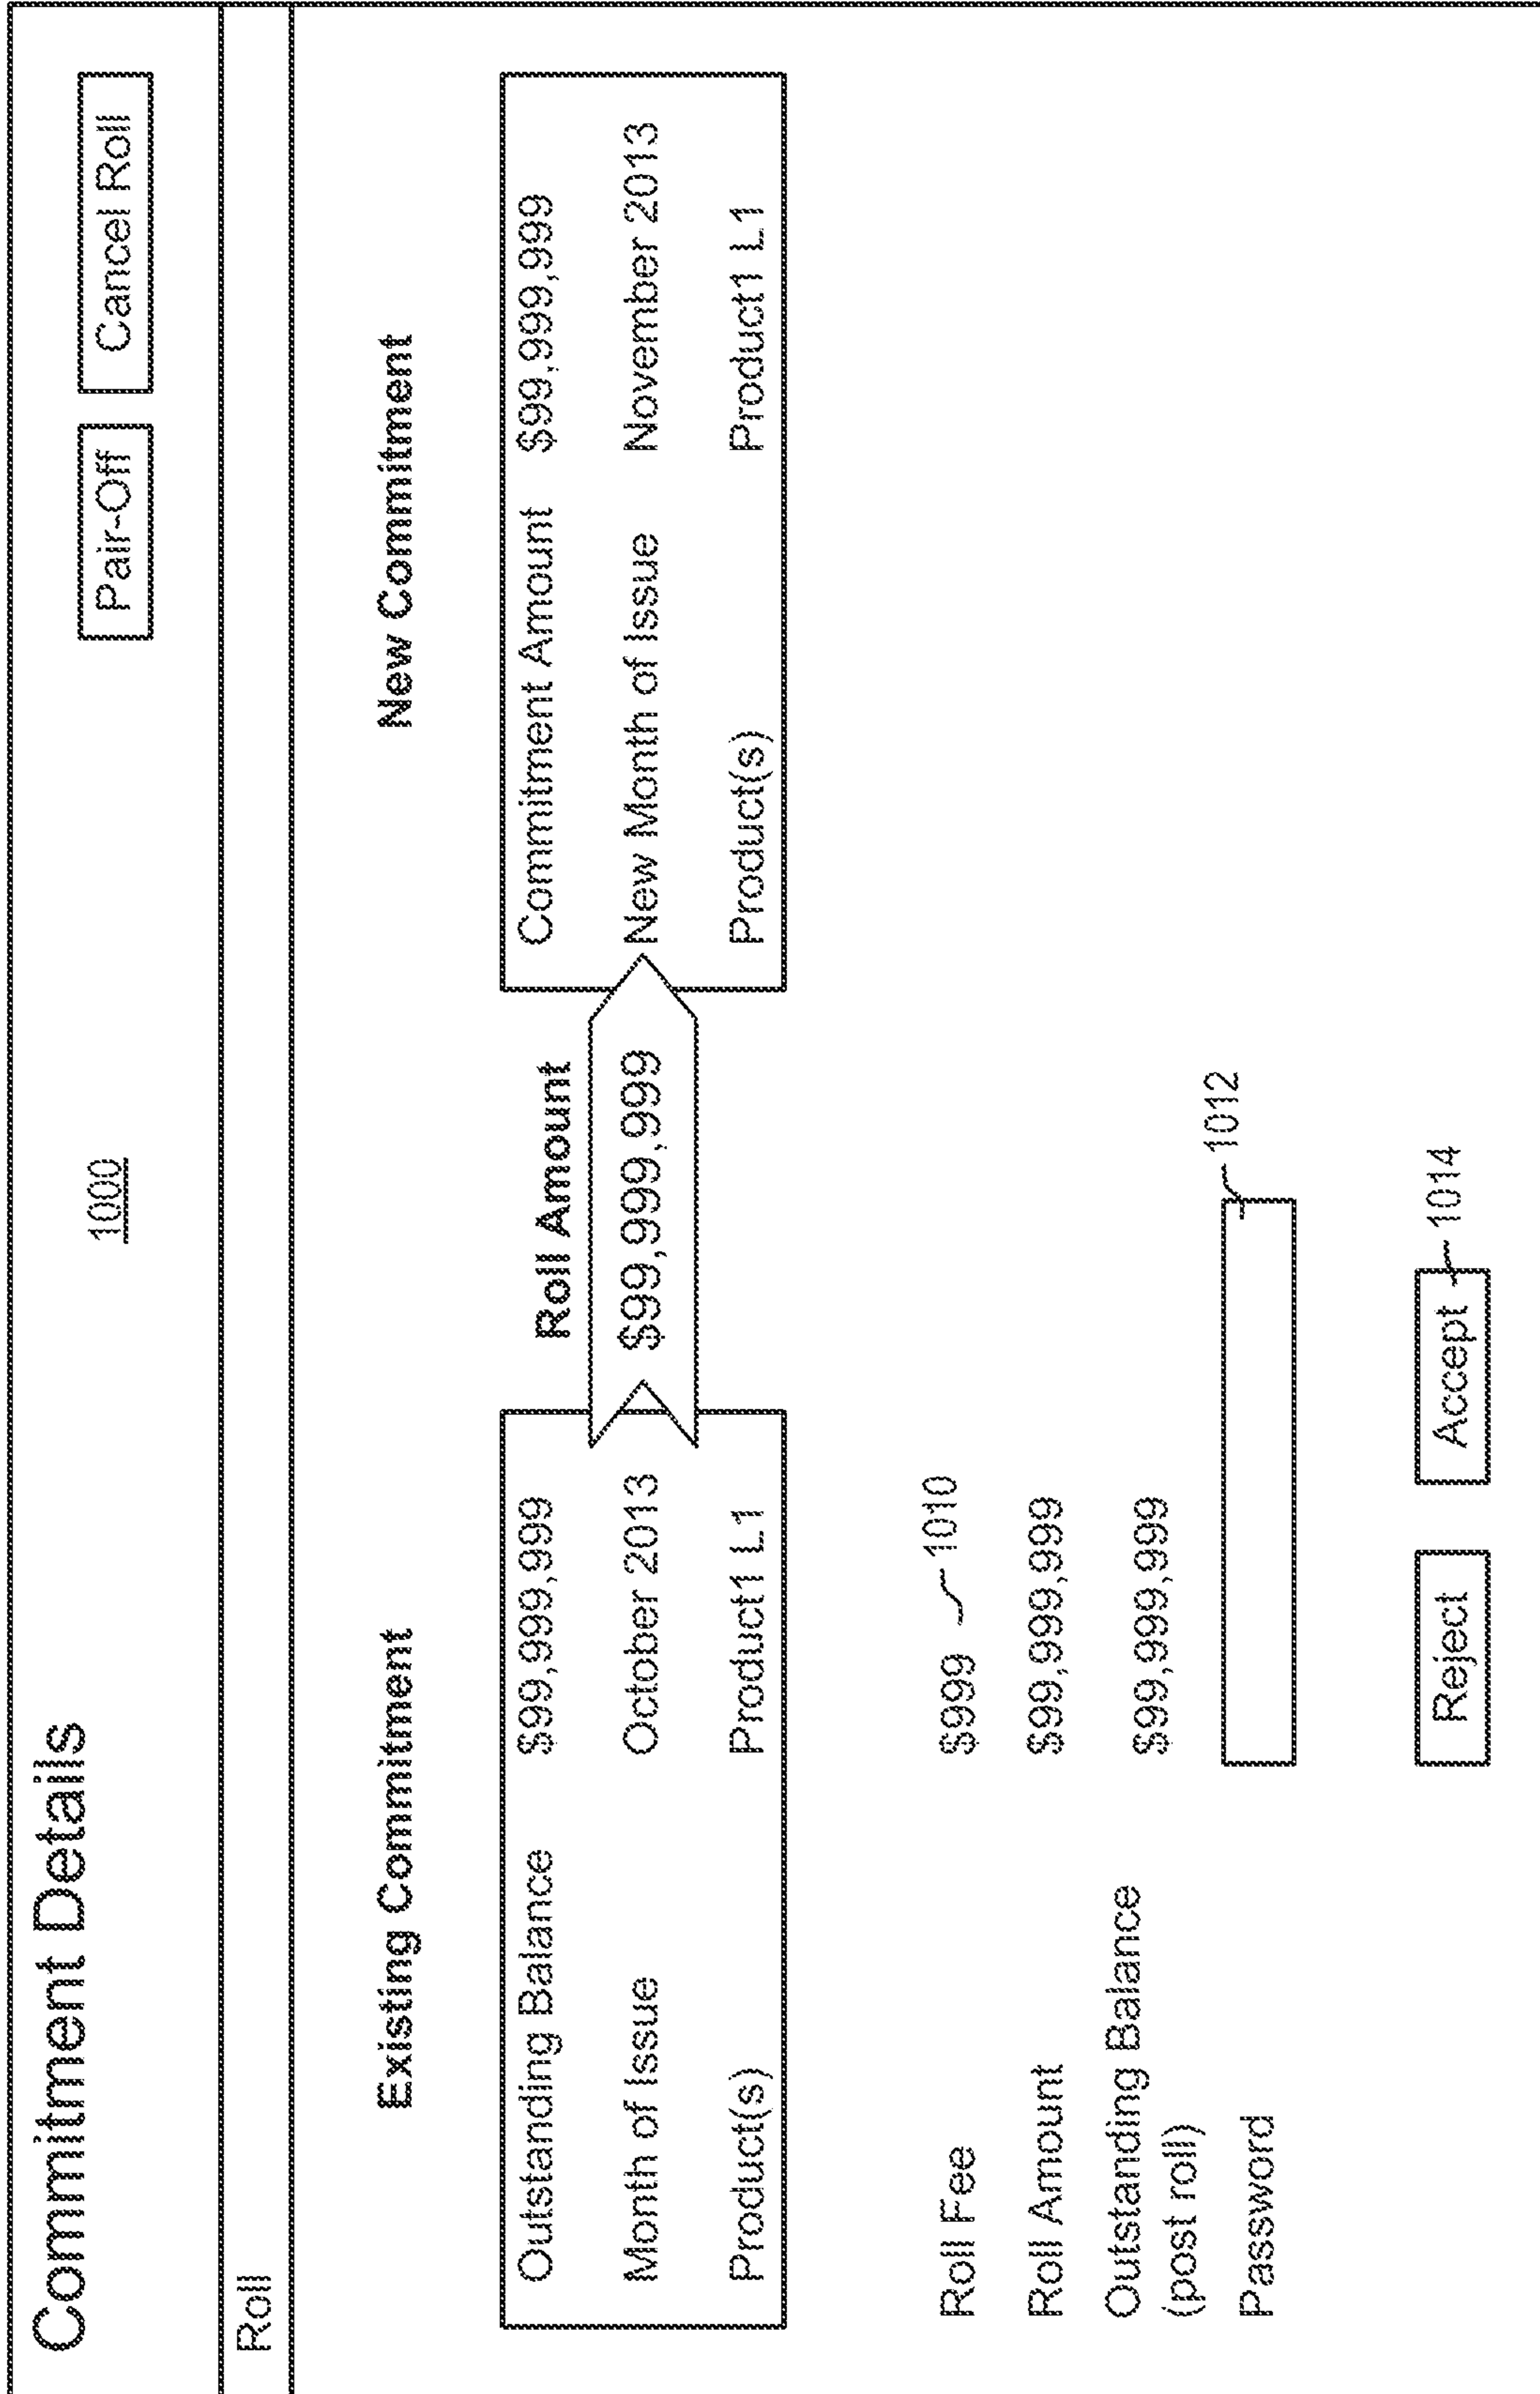 Commitment Details
1000
Pair-Off Cancel Roll
Roll
Existing Commitment
New Commitment
Outstanding Balance $99,999,999
Month of Issue October 2013
Product(s) Product1 L1
Roll Amount
$99,999,999
Commitment Amount $99,999,999
New Month of Issue November 2013
Product(s) Product1 L1
Roll Fee $999 1010
Roll Amount $99,999,999
Outstanding Balance $99,999,999
(post roll)
Password 1012
Reject Accept 1014